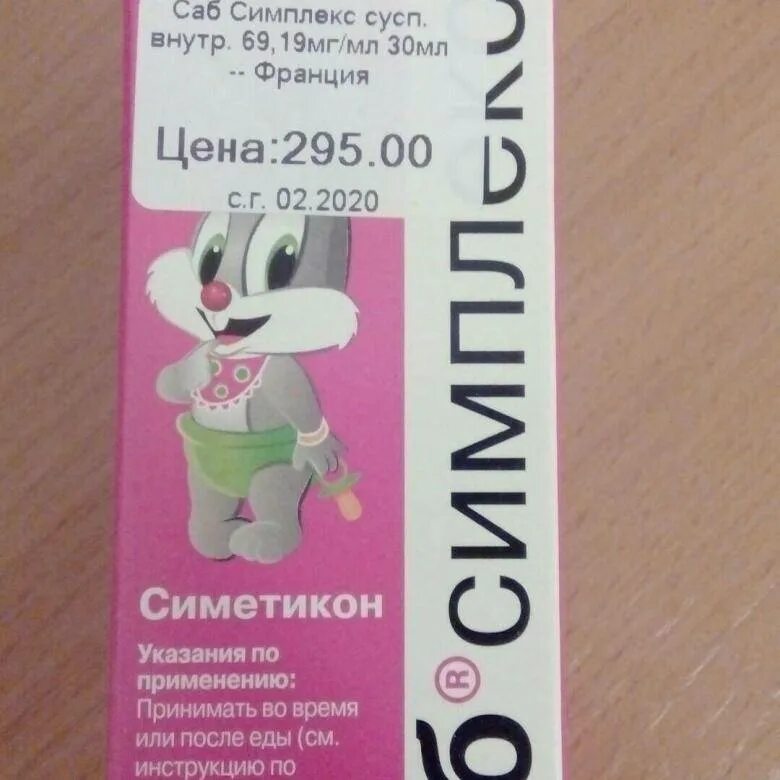 Саб Симплекс сусп.
внутр. 69,19мг/мл 30мл
-- Франция
Цена:295.00
с.г. 02.2020
б® симплекс
Симетикон
Указания по
применению:
Принимать во время
или после еды (см.
инструкцию по